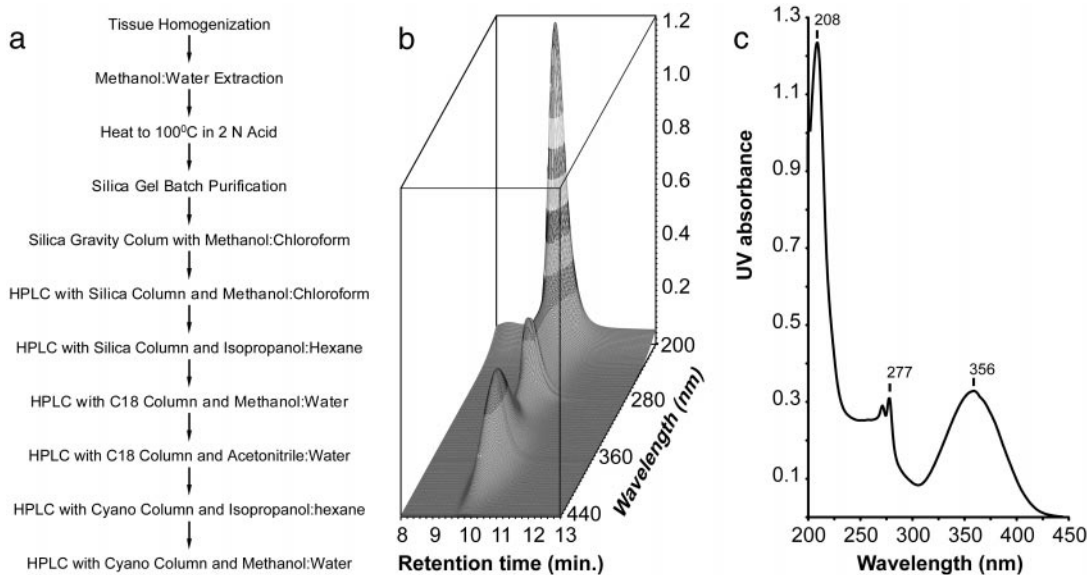 a
Tissue Homogenization
Methanol:Water Extraction
Heat to 100⁰C in 2 N Acid
Silica Gel Batch Purification
Silica Gravity Colum with Methanol:Chloroform
HPLC with Silica Column and Methanol:Chloroform
HPLC with Silica Column and Isopropanol:Hexane
HPLC with C18 Column and Methanol:Water
HPLC with C18 Column and Acetonitrile:Water
HPLC with Cyano Column and Isopropanol:hexane
HPLC with Cyano Column and Methanol:Water
b
1.2
1.0
0.8
0.6
0.4
0.2
200
280
360
440
Wavelength (nm)
8 9 10 11 12 13
Retention time (min.)
c
UV absorbance
1.3
1.1
0.9
0.7
0.5
0.3
0.1
208
277
356
200 250 300 350 400 450
Wavelength (nm)